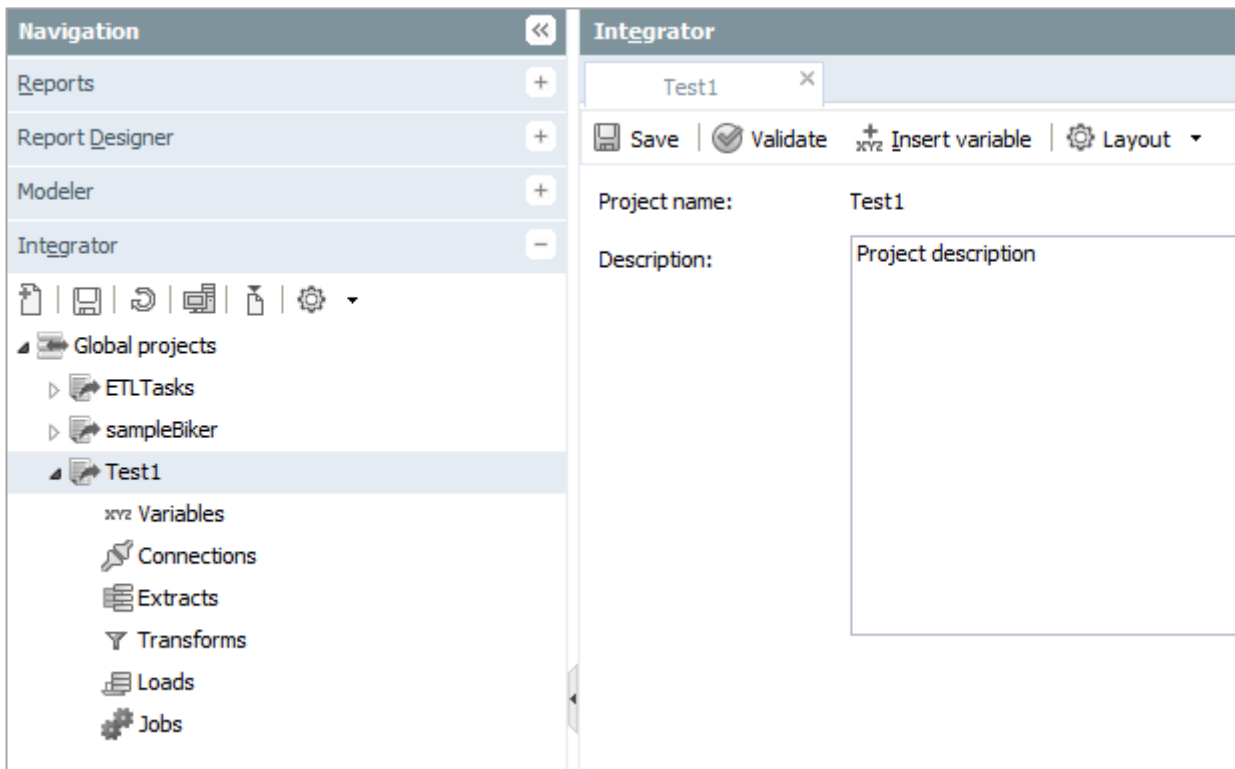 Navigation
Reports
Report Designer
Modeler
Integrator
Global projects
ETLTasks
sampleBiker
Test1
XYZ Variables
Connections
Extracts
Transforms
Loads
Jobs
Integrator
Test1
Save Validate XYZ Insert variable Layout
Project name: Test1
Description: Project description